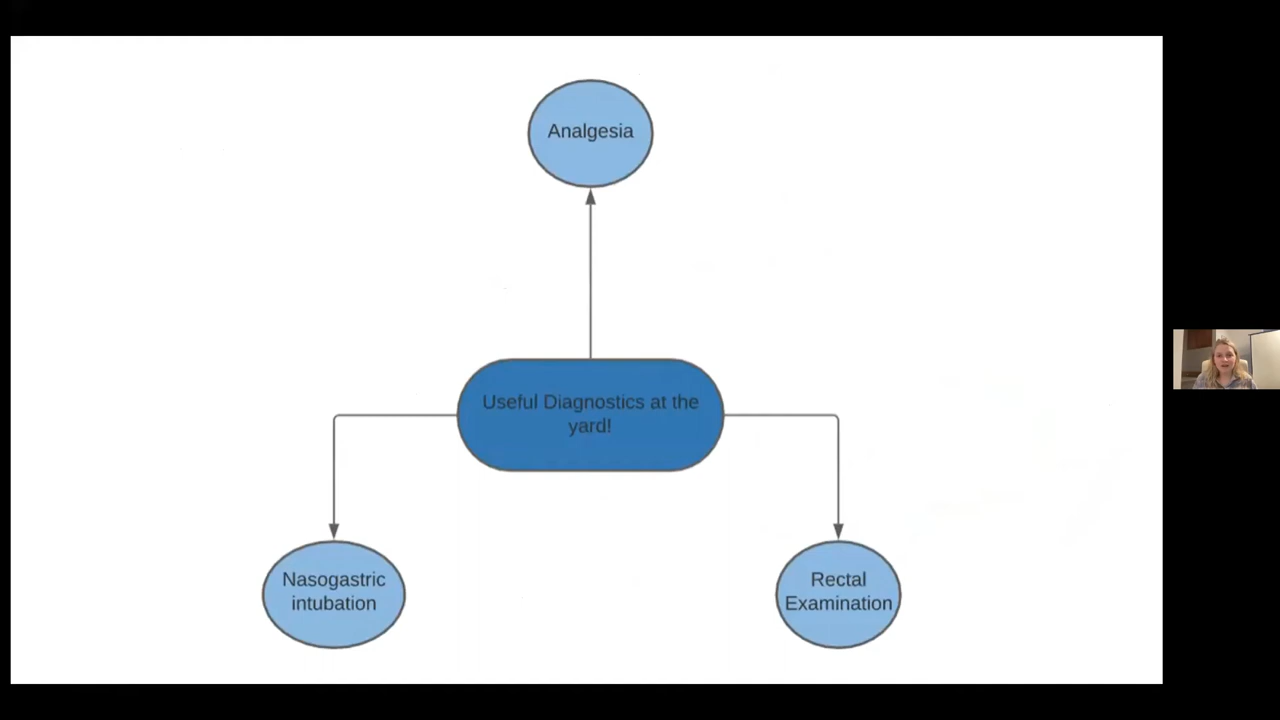 Analgesia
Useful Diagnostics at the
yard!
Nasogastric
intubation
Rectal
Examination